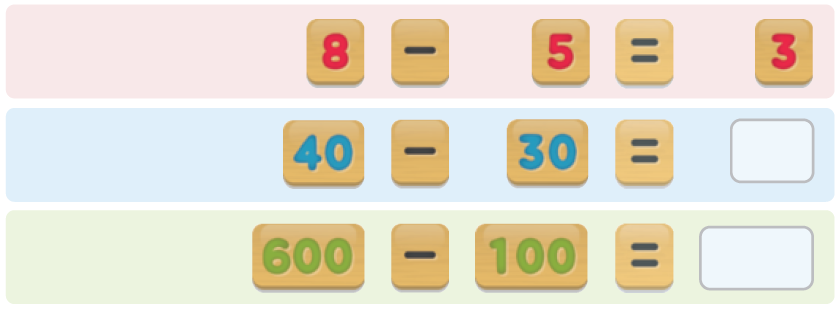 8 − 5 = 3
40 − 30 =
600 − 100 =